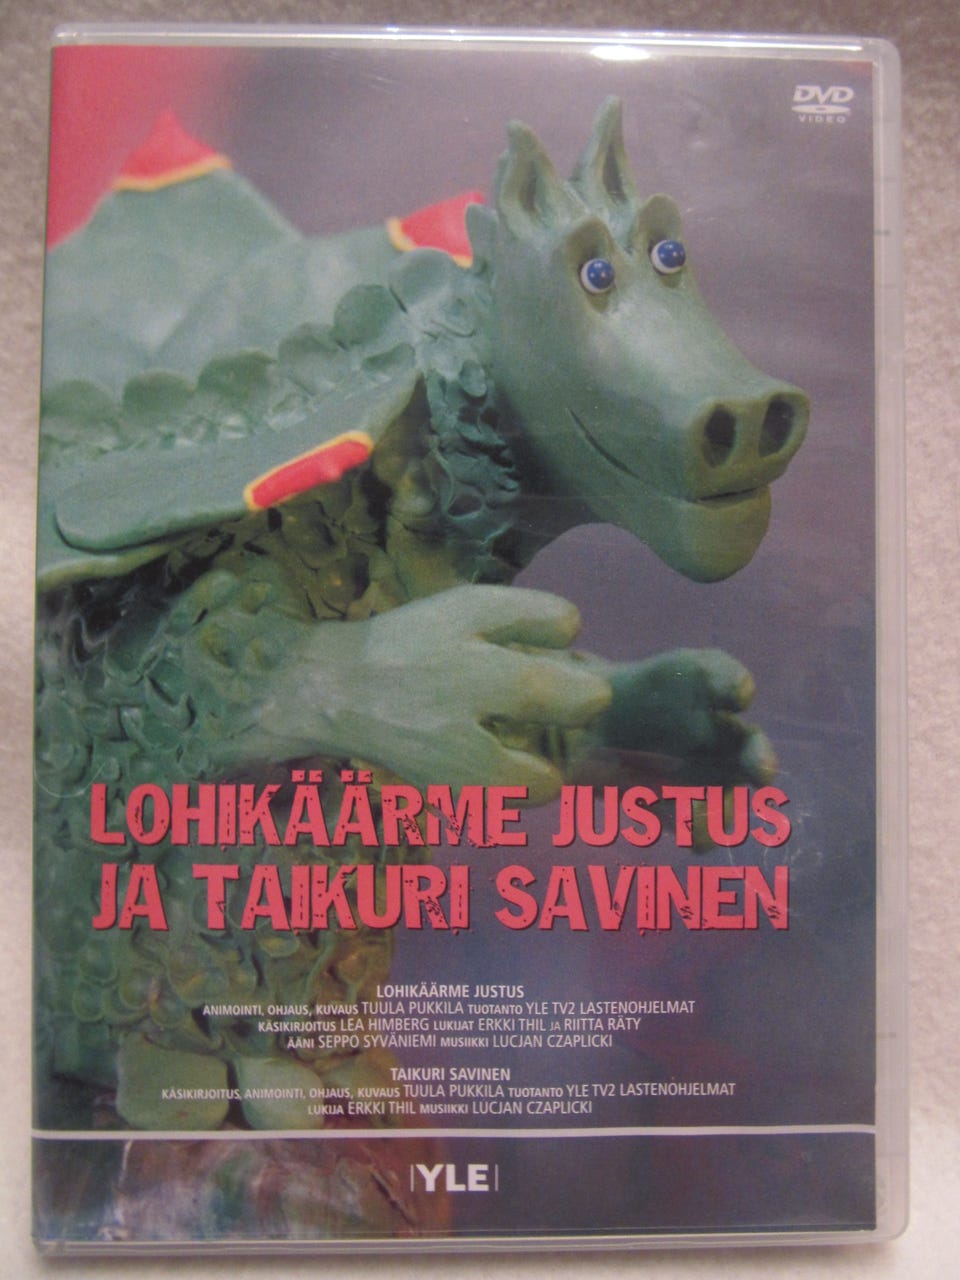 DVD
VIDEO
LOHIKÄÄRME JUSTUS
JA TAIKURI SAVINEN
LOHIKÄÄRME JUSTUS
ANIMOINTI, OHJAUS, KUVAUS TUULA PUKKILA TUOTANTO YLE TV2 LASTENOHJELMAT
KÄSIKIRJOITUS LEA HIMBERG LUKIJAT ERKKI THIL JA RIITTA RÄTY
ÄÄNI SEPPO SYVÄNIEMI MUSIIKKI LUCJAN CZAPLICKI
TAIKURI SAVINEN
KÄSIKIRJOITUS, ANIMOINTI, OHJAUS, KUVAUS TUULA PUKKILA TUOTANTO YLE TV2 LASTENOHJELMAT
LUKIJA ERKKI THIL MUSIIKKI LUCJAN CZAPLICKI
YLE